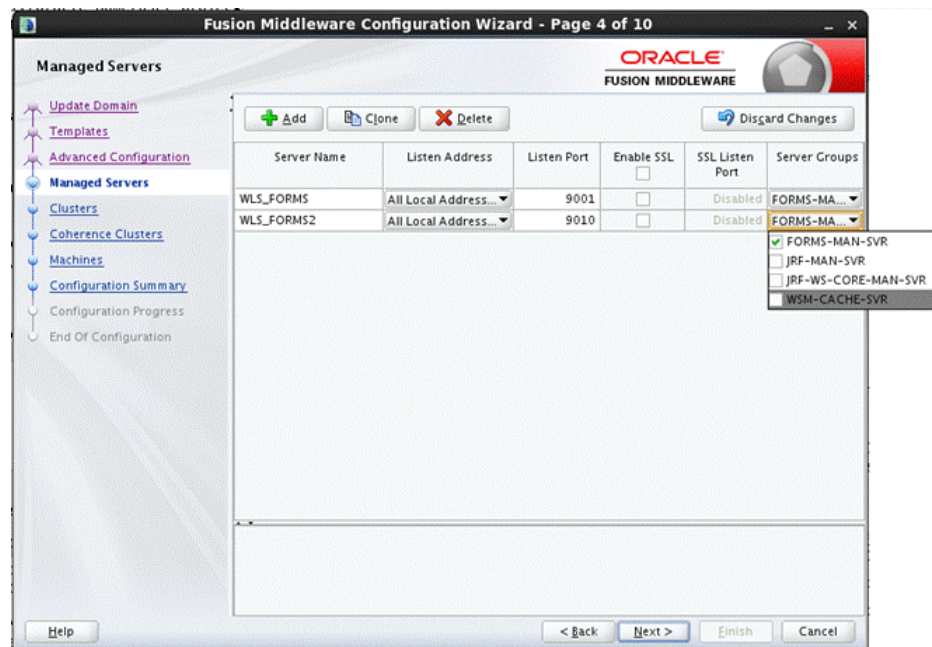 Fusion Middleware Configuration Wizard - Page 4 of 10
Managed Servers
ORACLE
FUSION MIDDLEWARE
Update Domain
Templates
Advanced Configuration
Managed Servers
Clusters
Coherence Clusters
Machines
Configuration Summary
Configuration Progress
End Of Configuration
Add Clone Delete Discard Changes
Server Name Listen Address Listen Port Enable SSL SSL Listen Port Server Groups
WLS_FORMS All Local Address... 9001 Disabled FORMS-MA...
WLS_FORMS2 All Local Address... 9010 Disabled FORMS-MA...
FORMS-MAN-SVR
JRF-MAN-SVR
JRF-WS-CORE-MAN-SVR
WSM-CACHE-SVR
Help < Back Next > Finish Cancel